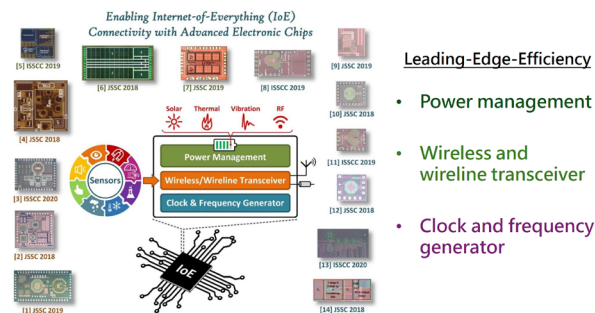 Enabling Internet-of-Everything (IoE)
Connectivity with Advanced Electronic Chips
[5] ISSCC 2019
[6] JSSC 2018
[7] JSSC 2019
[8] ISSCC 2019
[9] JSSC 2019
[4] JSSC 2018
[10] JSSC 2018
[3] ISSCC 2020
[11] ISSCC 2019
[2] JSSC 2018
[12] JSSC 2018
[1] JSSC 2019
[13] ISSCC 2020
[14] JSSC 2018
Solar
Thermal
Vibration
RF
Sensors
Power Management
Wireless/Wireline Transceiver
Clock & Frequency Generator
IoE
Leading-Edge-Efficiency
• Power management
• Wireless and
wireline transceiver
• Clock and frequency
generator